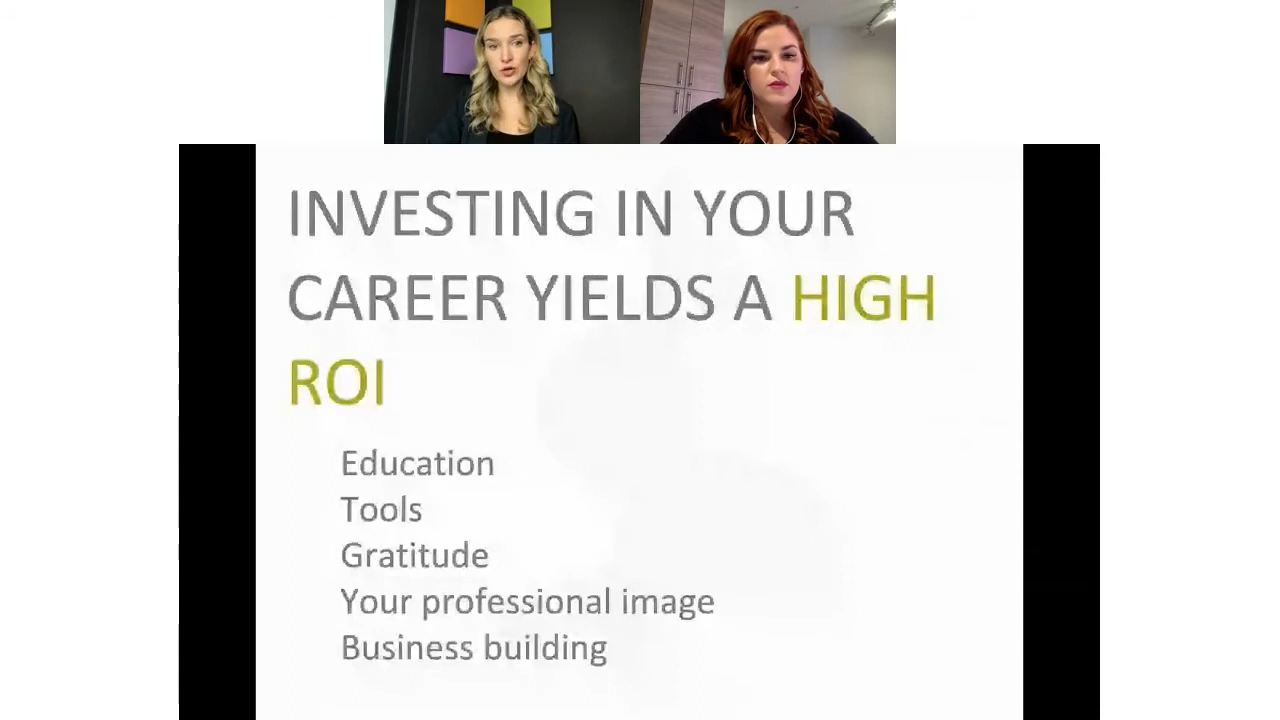 INVESTING IN YOUR
CAREER YIELDS A HIGH
ROI
Education
Tools
Gratitude
Your professional image
Business building